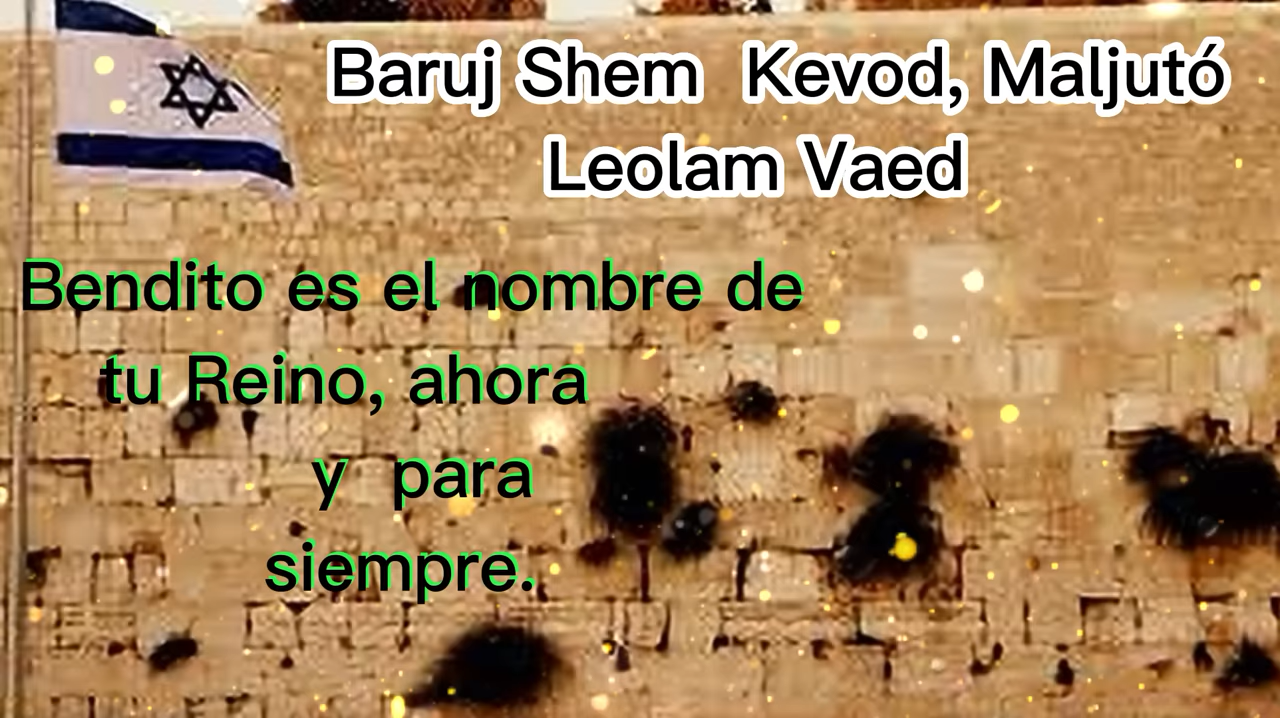 Baruj Shem Kevod, Maljutó
Leolam Vaed
Bendito es el nombre de
tu Reino, ahora
y para
siempre.